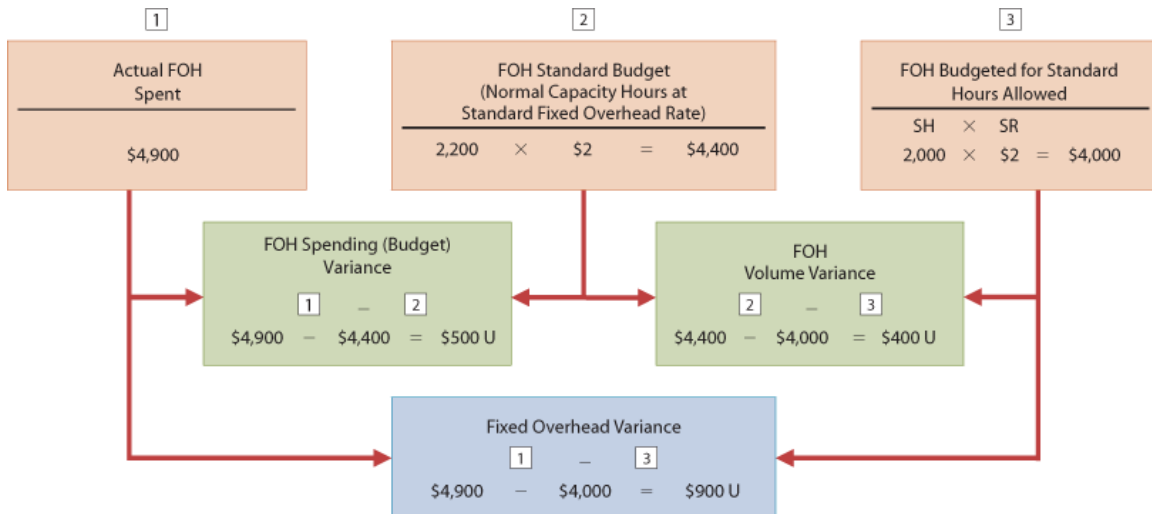 1
2
3
Actual FOH
Spent
$4,900
FOH Standard Budget
(Normal Capacity Hours at
Standard Fixed Overhead Rate)
2,200 × $2 = $4,400
FOH Budgeted for Standard
Hours Allowed
SH × SR
2,000 × $2 = $4,000
FOH Spending (Budget)
Variance
1 – 2
$4,900 – $4,400 = $500 U
FOH
Volume Variance
2 – 3
$4,400 – $4,000 = $400 U
Fixed Overhead Variance
1 – 3
$4,900 – $4,000 = $900 U